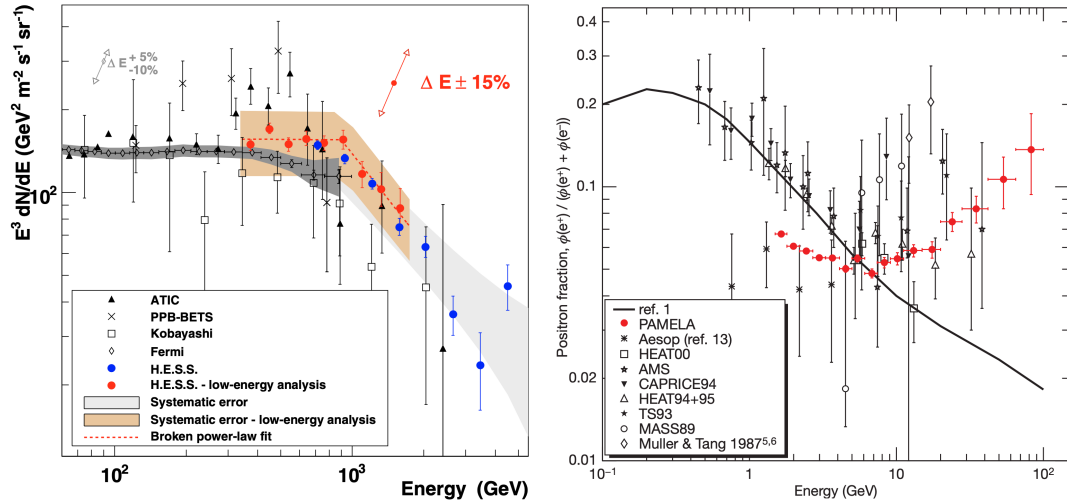 E³ dN/dE (GeV² m⁻² s⁻¹ sr⁻¹)
10²
Δ E +5% -10%
Δ E ± 15%
ATIC
PPB-BETS
Kobayashi
Fermi
H.E.S.S.
H.E.S.S. - low-energy analysis
Systematic error
Systematic error - low-energy analysis
Broken power-law fit
10² 10³
Energy (GeV)
Positron fraction, ϕ(e⁺) / (ϕ(e⁺) + ϕ(e⁻))
0.4
0.3
0.2
0.1
0.02
0.01
ref. 1
PAMELA
Aesop (ref. 13)
HEAT00
AMS
CAPRICE94
HEAT94+95
TS93
MASS89
Muller & Tang 1987⁵,⁶
10⁻¹ 1 10 10²
Energy (GeV)